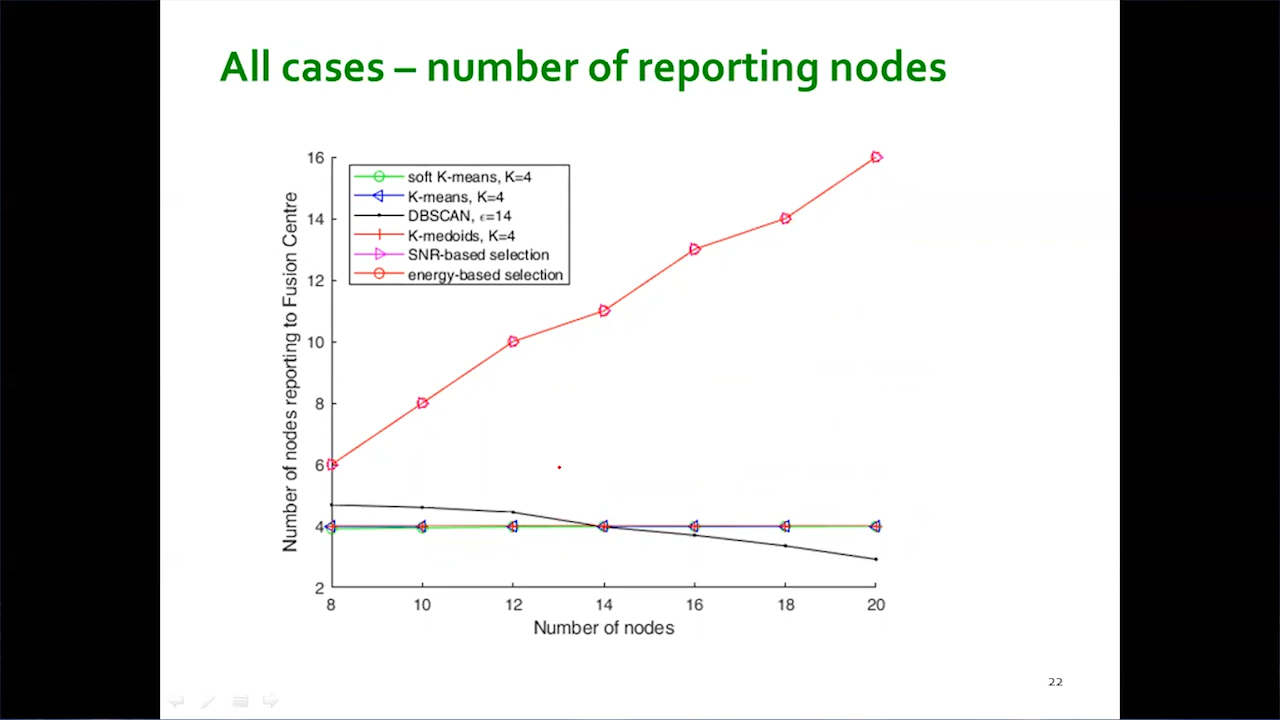 All cases – number of reporting nodes
16
14
12
10
8
6
4
2
Number of nodes reporting to Fusion Centre
soft K-means, K=4
K-means, K=4
DBSCAN, ϵ=14
K-medoids, K=4
SNR-based selection
energy-based selection
8 10 12 14 16 18 20
Number of nodes
22